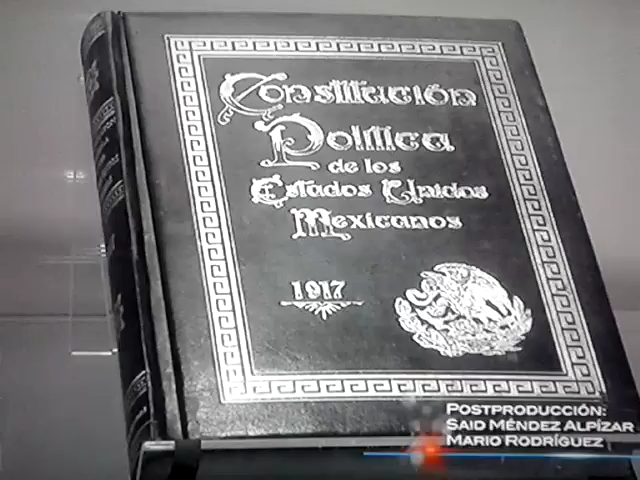 Constitución
Política
de los
Estados Unidos
Mexicanos
1917
POSTPRODUCCIÓN:
SAID MÉNDEZ ALPÍZAR
MARIO RODRÍGUEZ